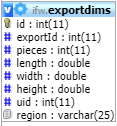 ifw.exportdims
id : int(11)
exportId : int(11)
pieces : int(11)
length : double
width : double
height : double
uid : int(11)
region : varchar(25)